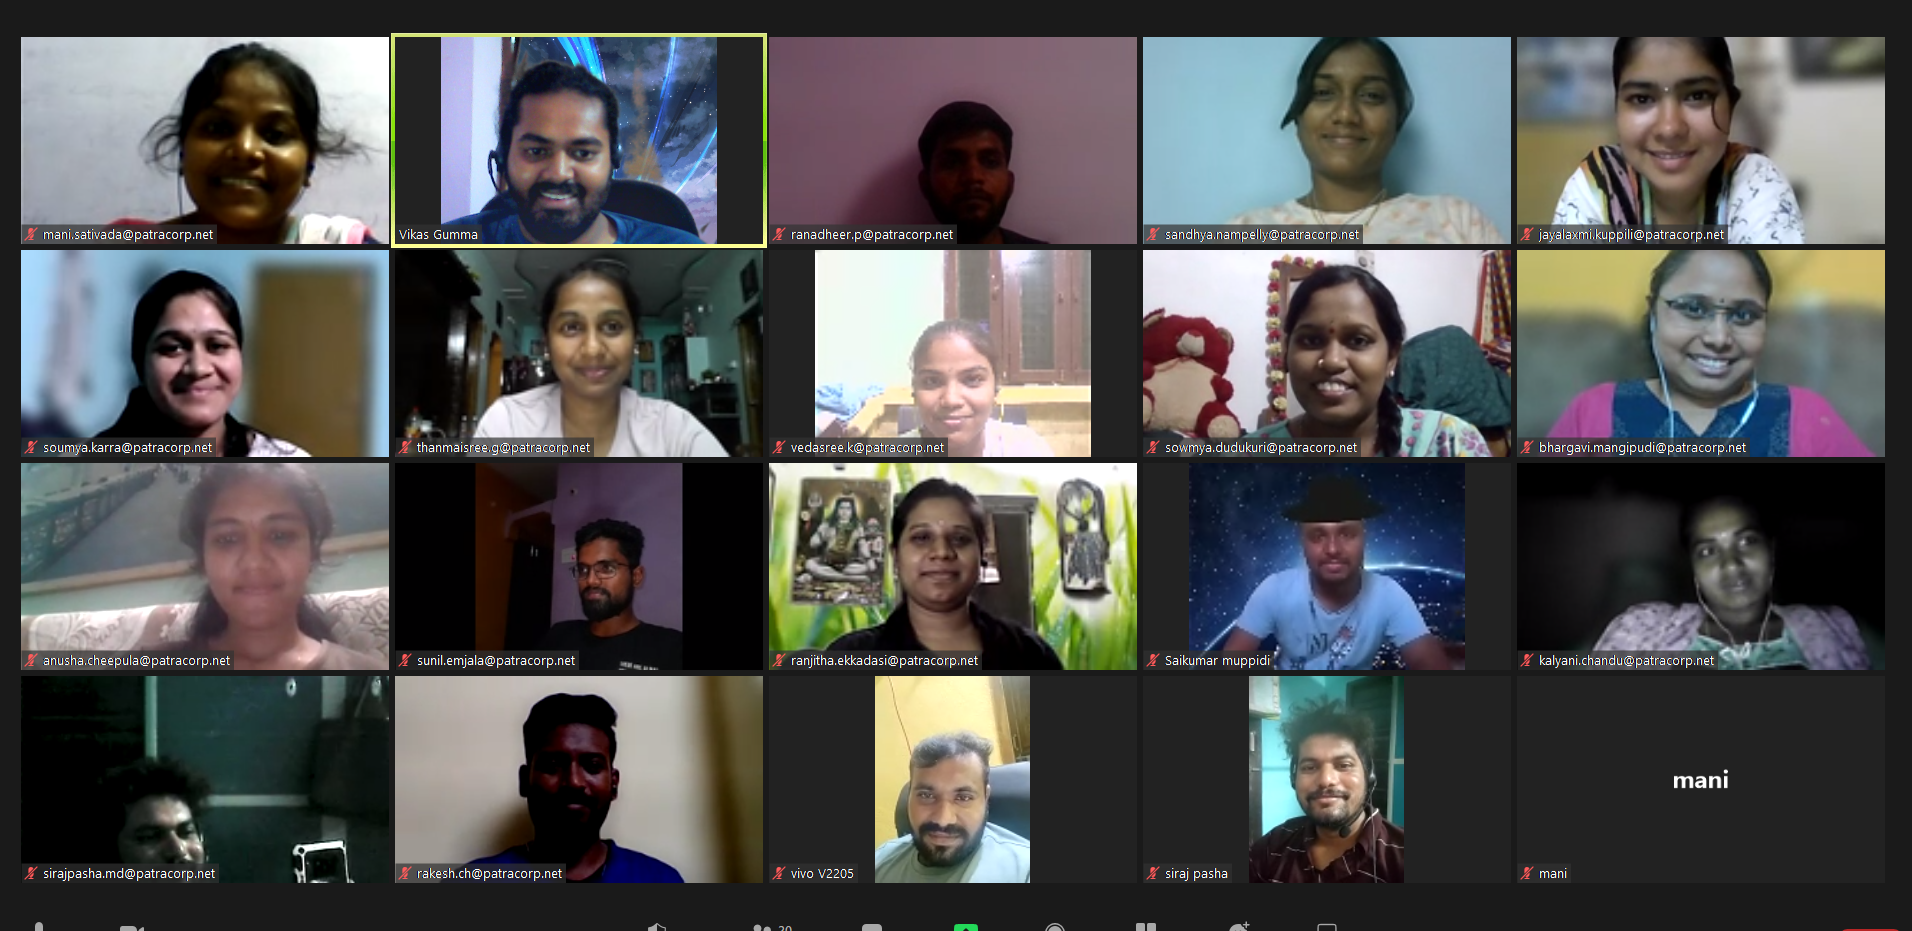 mani.sativada@patracorp.net
Vikas Gumma
ranadheer.p@patracorp.net
sandhya.nampelly@patracorp.net
jayalaxmi.kuppili@patracorp.net
soumya.karra@patracorp.net
thanmaisree.g@patracorp.net
vedasree.k@patracorp.net
sowmya.dudukuri@patracorp.net
bhargavi.mangipudi@patracorp.net
anusha.cheepula@patracorp.net
sunil.emjala@patracorp.net
ranjitha.ekkadasi@patracorp.net
Saikumar muppidi
kalyani.chandu@patracorp.net
sirajpasha.md@patracorp.net
rakesh.ch@patracorp.net
vivo V2205
siraj pasha
mani
mani